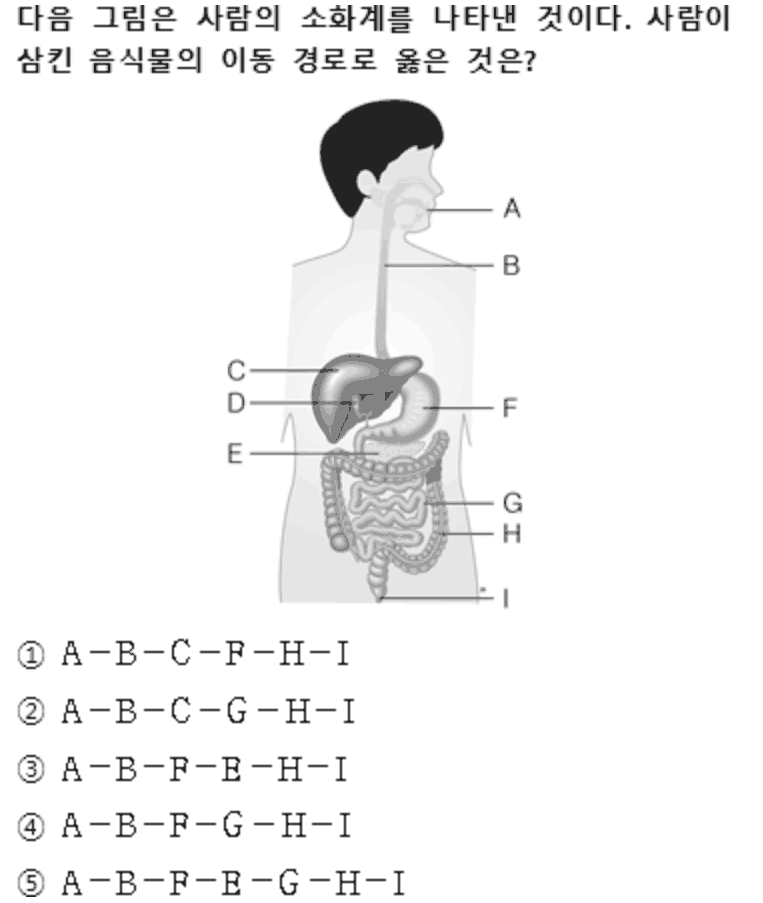 다음 그림은 사람의 소화계를 나타낸 것이다. 사람이
삼킨 음식물의 이동 경로로 옳은 것은?
A
B
C
D
F
E
G
H
I
① A－B－C－F－H－I
② A－B－C－G－H－I
③ A－B－F－E－H－I
④ A－B－F－G－H－I
⑤ A－B－F－E－G－H－I